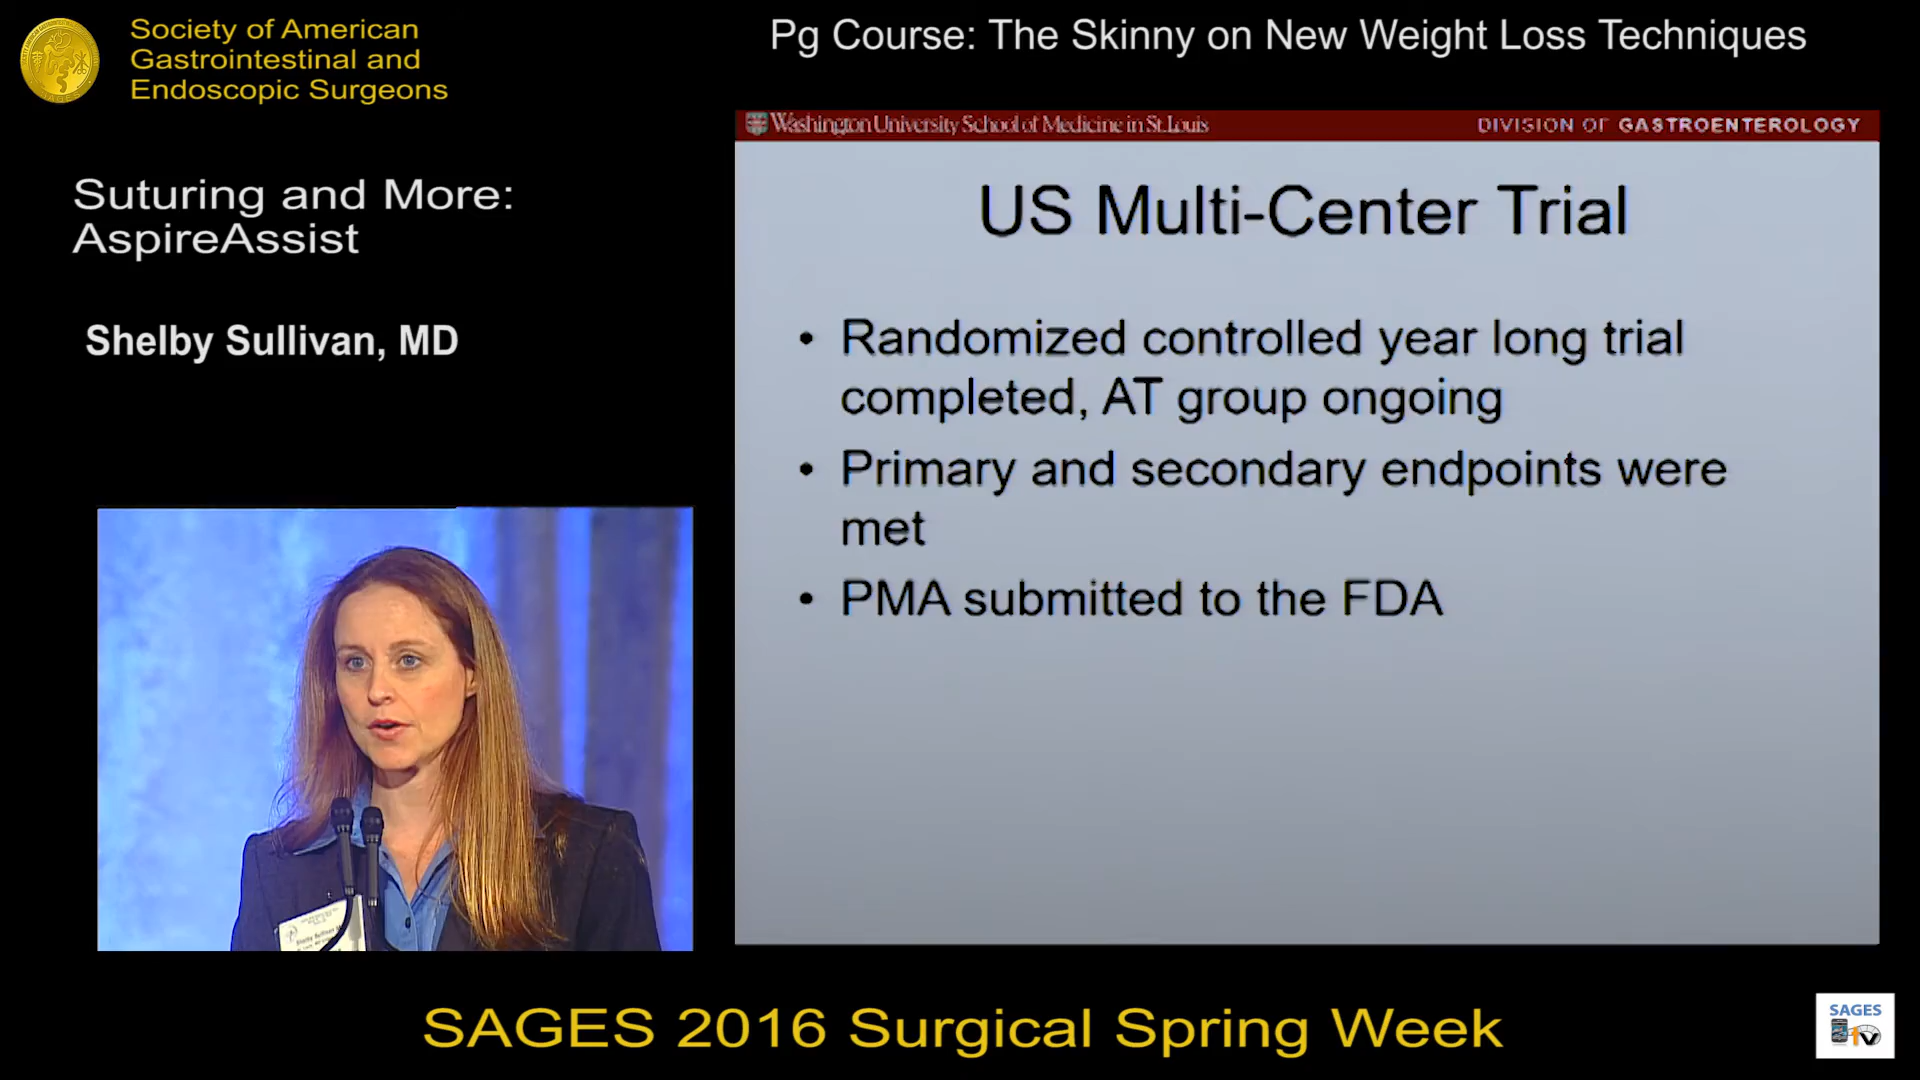 Society of American
Gastrointestinal and
Endoscopic Surgeons
Pg Course: The Skinny on New Weight Loss Techniques
Suturing and More:
AspireAssist
Shelby Sullivan, MD
Washington University School of Medicine in St. Louis
DIVISION OF GASTROENTEROLOGY
US Multi-Center Trial
• Randomized controlled year long trial
completed, AT group ongoing
• Primary and secondary endpoints were
met
• PMA submitted to the FDA
Shelby Sullivan
SAGES 2016 Surgical Spring Week
SAGES
TV